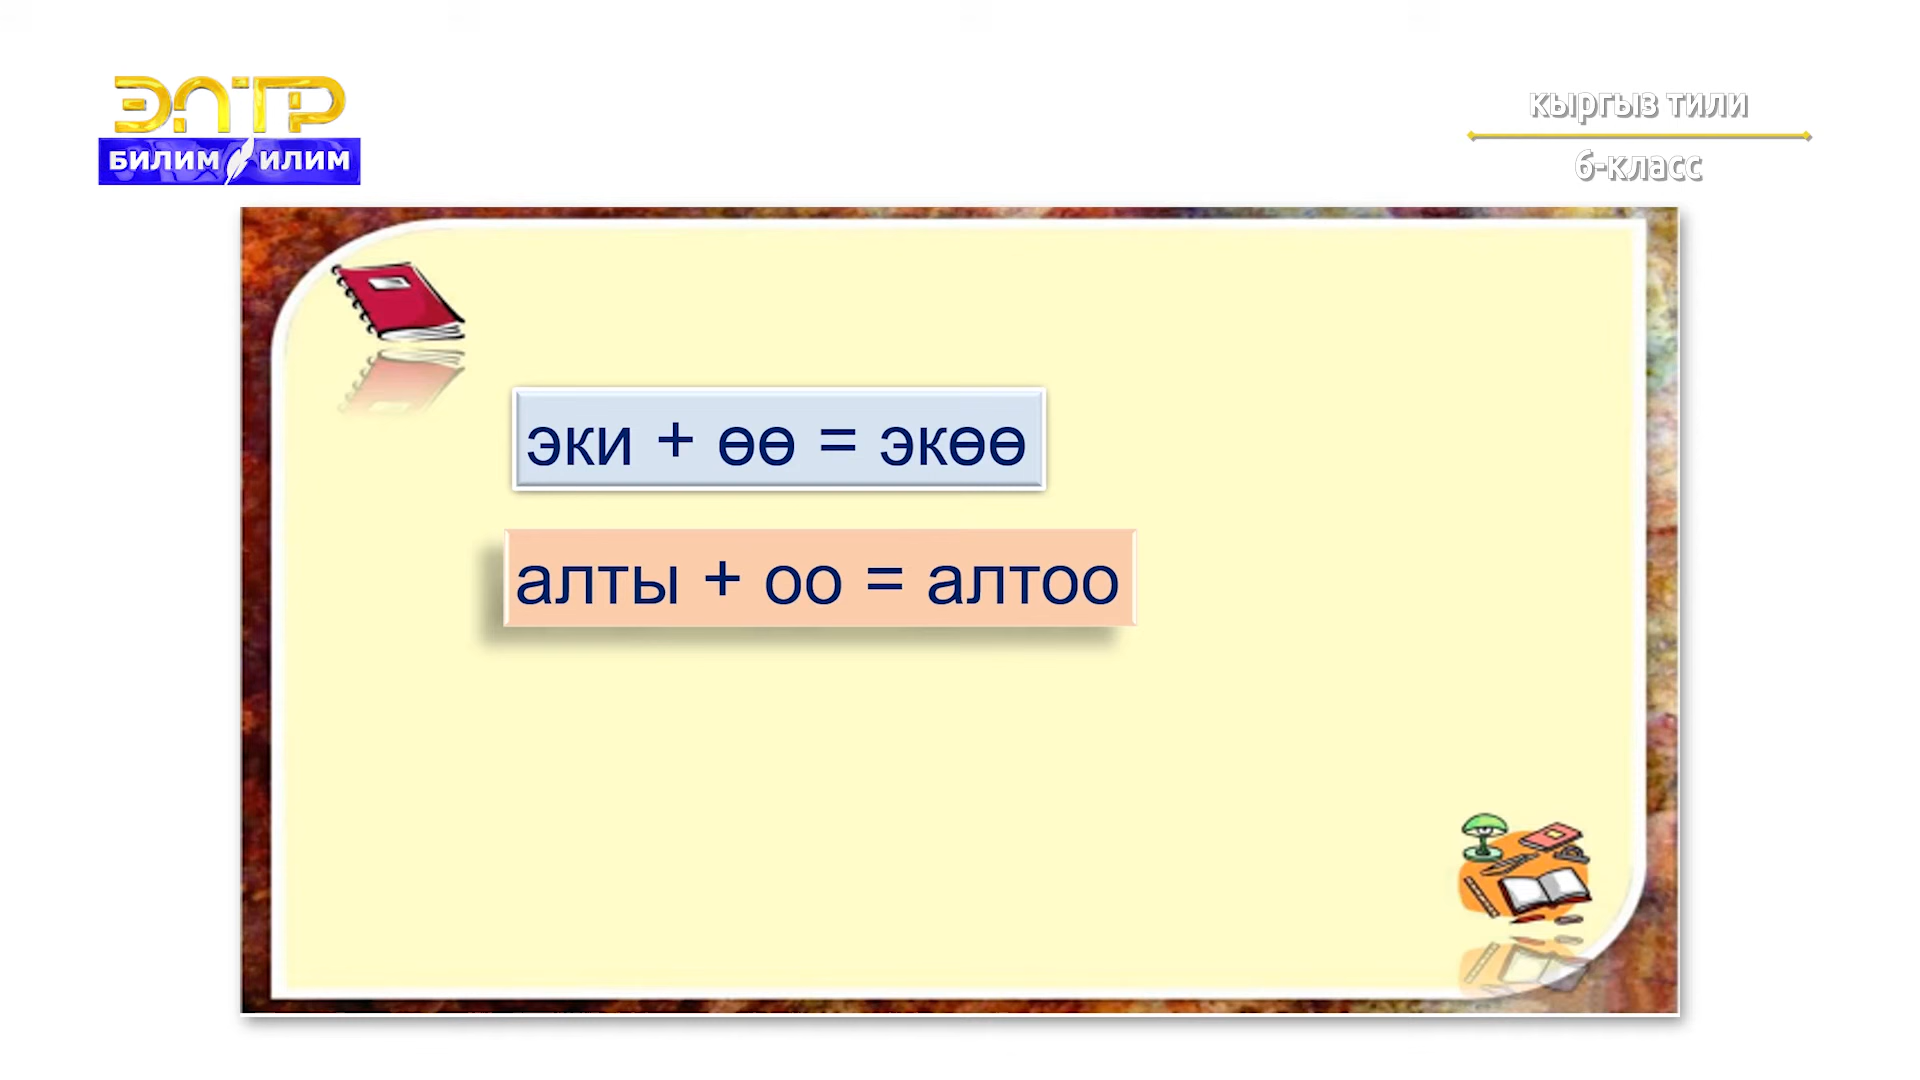 ЭЛТР
БИЛИМ ИЛИМ
кыргыз тили
6-класс
эки + өө = экөө
алты + оо = алтоо